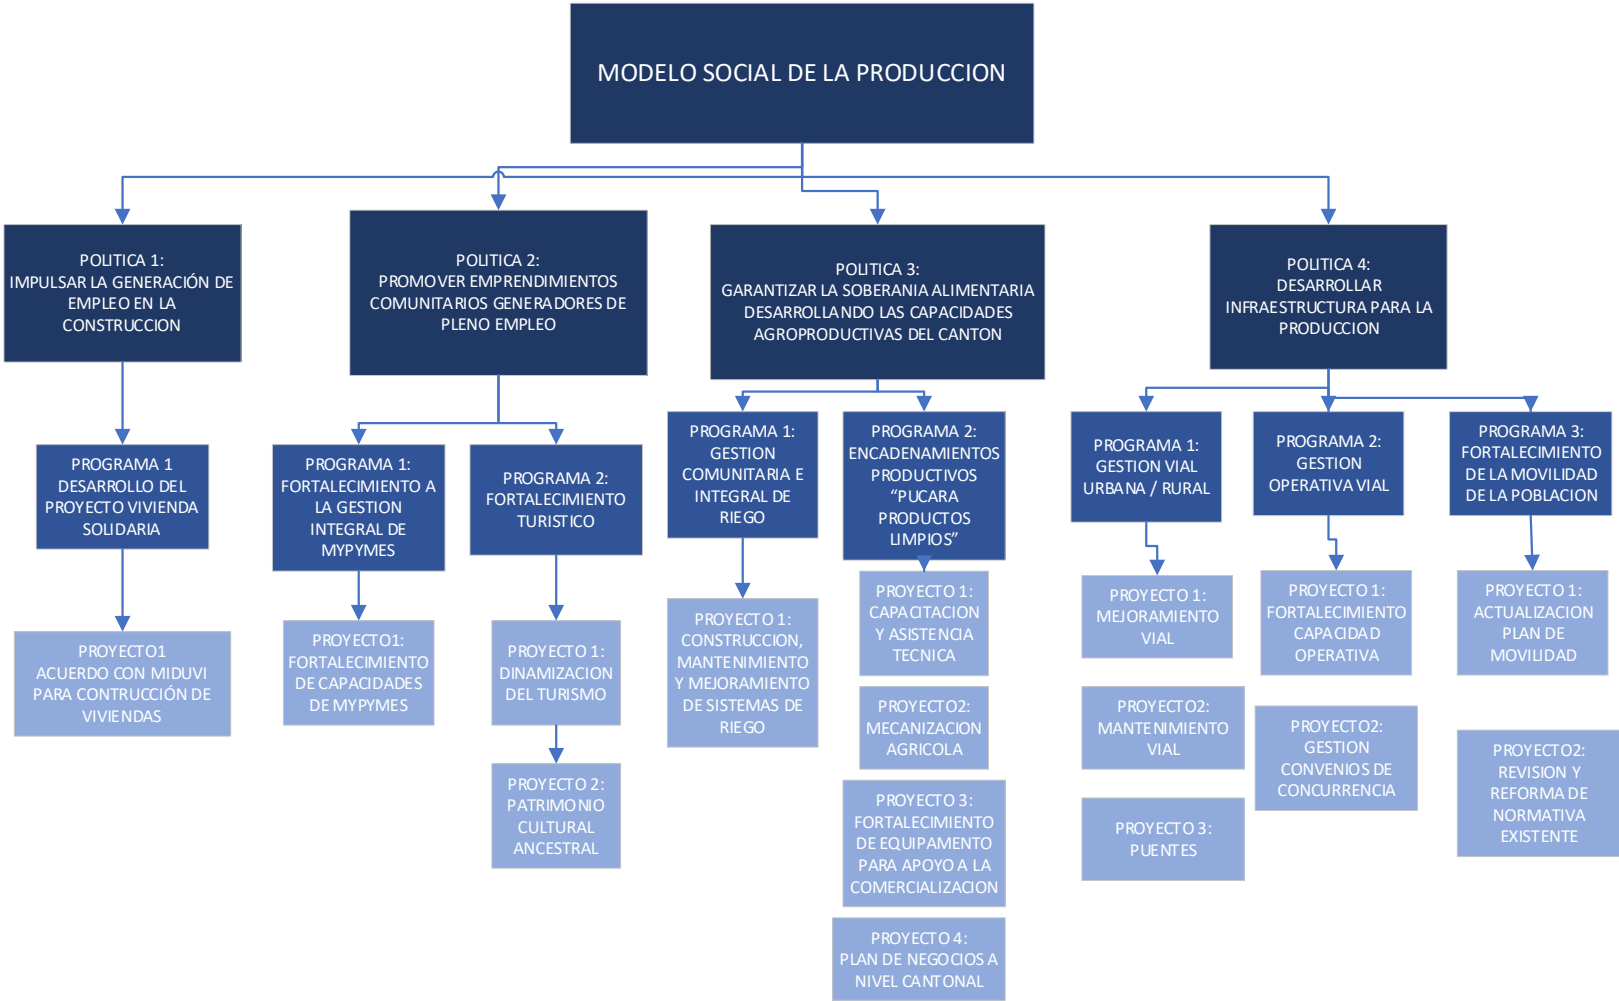 MODELO SOCIAL DE LA PRODUCCION
POLITICA 1:
IMPULSAR LA GENERACIÓN DE
EMPLEO EN LA
CONSTRUCCION
POLITICA 2:
PROMOVER EMPRENDIMIENTOS
COMUNITARIOS GENERADORES DE
PLENO EMPLEO
POLITICA 3:
GARANTIZAR LA SOBERANIA ALIMENTARIA
DESARROLLANDO LAS CAPACIDADES
AGROPRODUCTIVAS DEL CANTON
POLITICA 4:
DESARROLLAR
INFRAESTRUCTURA PARA LA
PRODUCCION
PROGRAMA 1
DESARROLLO DEL
PROYECTO VIVIENDA
SOLIDARIA
PROGRAMA 1:
FORTALECIMIENTO A
LA GESTION
INTEGRAL DE
MYPYMES
PROGRAMA 2:
FORTALECIMIENTO
TURISTICO
PROGRAMA 1:
GESTION
COMUNITARIA E
INTEGRAL DE
RIEGO
PROGRAMA 2:
ENCADENAMIENTOS
PRODUCTIVOS
“PUCARA
PRODUCTOS
LIMPIOS”
PROGRAMA 1:
GESTION VIAL
URBANA / RURAL
PROGRAMA 2:
GESTION
OPERATIVA VIAL
PROGRAMA 3:
FORTALECIMIENTO
DE LA MOVILIDAD
DE LA POBLACION
PROYECTO1
ACUERDO CON MIDUVI
PARA CONTRUCCIÓN DE
VIVIENDAS
PROYECTO1:
FORTALECIMIENTO
DE CAPACIDADES
DE MYPYMES
PROYECTO 1:
DINAMIZACION
DEL TURISMO
PROYECTO 2:
PATRIMONIO
CULTURAL
ANCESTRAL
PROYECTO 1:
CONSTRUCCION,
MANTENIMIENTO
Y MEJORAMIENTO
DE SISTEMAS DE
RIEGO
PROYECTO 1:
CAPACITACION
Y ASISTENCIA
TECNICA
PROYECTO2:
MECANIZACION
AGRICOLA
PROYECTO 3:
FORTALECIMIENTO
DE EQUIPAMENTO
PARA APOYO A LA
COMERCIALIZACION
PROYECTO 4:
PLAN DE NEGOCIOS A
NIVEL CANTONAL
PROYECTO 1:
MEJORAMIENTO
VIAL
PROYECTO2:
MANTENIMIENTO
VIAL
PROYECTO 3:
PUENTES
PROYECTO 1:
FORTALECIMIENTO
CAPACIDAD
OPERATIVA
PROYECTO2:
GESTION
CONVENIOS DE
CONCURRENCIA
PROYECTO 1:
ACTUALIZACION
PLAN DE
MOVILIDAD
PROYECTO2:
REVISION Y
REFORMA DE
NORMATIVA
EXISTENTE